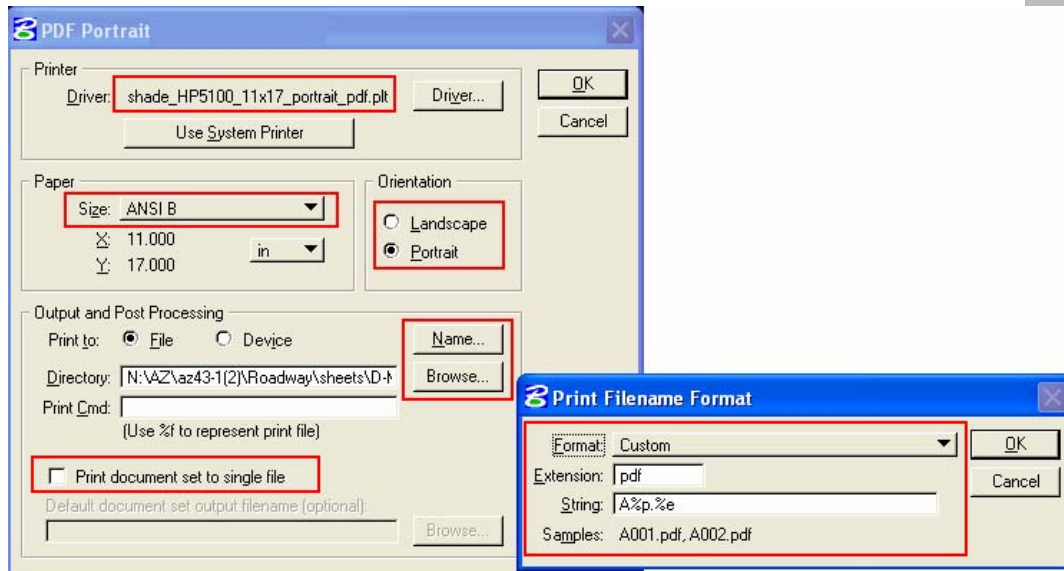 PDF Portrait
Printer
Driver: shade_HP5100_11x17_portrait_pdf.plt Driver...
Use System Printer
OK
Cancel
Paper
Size: ANSI B
X: 11.000
Y: 17.000
in
Orientation
Landscape
Portrait
Output and Post Processing
Print to: File Device Name...
Directory: N:\AZ\az43-1(2)\Roadway\sheets\D-M Browse...
Print Cmd:
(Use %f to represent print file)
Print document set to single file
Default document set output filename (optional):
Browse...
Print Filename Format
Format: Custom OK
Extension: pdf Cancel
String: A%p.%e
Samples: A001.pdf, A002.pdf